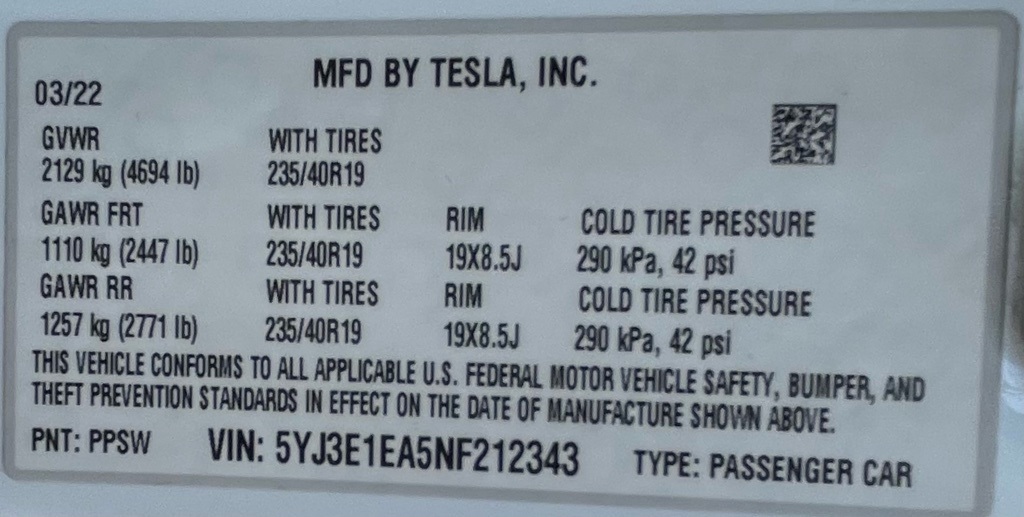 MFD BY TESLA, INC.
03/22
GVWR WITH TIRES
2129 kg (4694 lb) 235/40R19
GAWR FRT WITH TIRES RIM COLD TIRE PRESSURE
1110 kg (2447 lb) 235/40R19 19X8.5J 290 kPa, 42 psi
GAWR RR WITH TIRES RIM COLD TIRE PRESSURE
1257 kg (2771 lb) 235/40R19 19X8.5J 290 kPa, 42 psi
THIS VEHICLE CONFORMS TO ALL APPLICABLE U.S. FEDERAL MOTOR VEHICLE SAFETY, BUMPER, AND
THEFT PREVENTION STANDARDS IN EFFECT ON THE DATE OF MANUFACTURE SHOWN ABOVE.
PNT: PPSW VIN: 5YJ3E1EA5NF212343 TYPE: PASSENGER CAR